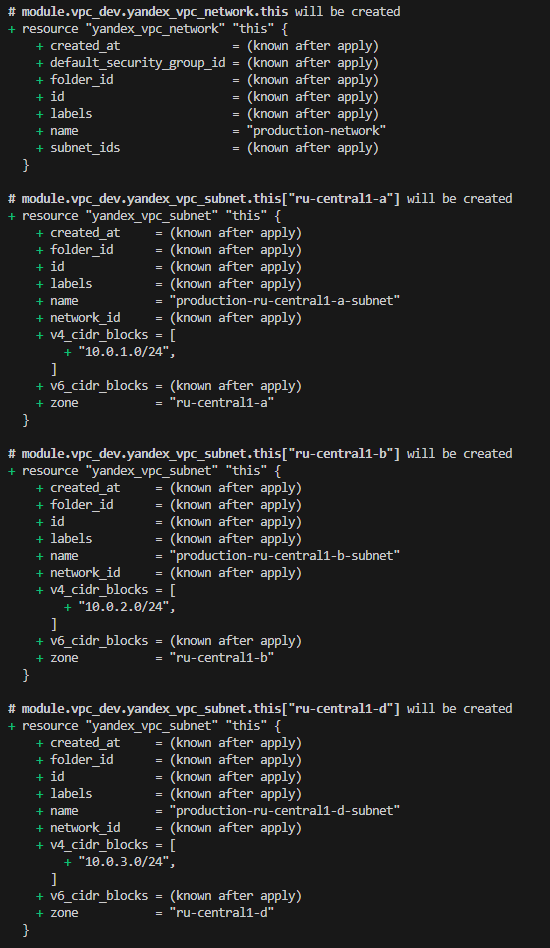 # module.vpc_dev.yandex_vpc_network.this will be created
+ resource "yandex_vpc_network" "this" {
    + created_at                = (known after apply)
    + default_security_group_id = (known after apply)
    + folder_id                 = (known after apply)
    + id                        = (known after apply)
    + labels                    = (known after apply)
    + name                      = "production-network"
    + subnet_ids                = (known after apply)
  }

# module.vpc_dev.yandex_vpc_subnet.this["ru-central1-a"] will be created
+ resource "yandex_vpc_subnet" "this" {
    + created_at     = (known after apply)
    + folder_id      = (known after apply)
    + id             = (known after apply)
    + labels         = (known after apply)
    + name           = "production-ru-central1-a-subnet"
    + network_id     = (known after apply)
    + v4_cidr_blocks = [
        + "10.0.1.0/24",
      ]
    + v6_cidr_blocks = (known after apply)
    + zone           = "ru-central1-a"
  }

# module.vpc_dev.yandex_vpc_subnet.this["ru-central1-b"] will be created
+ resource "yandex_vpc_subnet" "this" {
    + created_at     = (known after apply)
    + folder_id      = (known after apply)
    + id             = (known after apply)
    + labels         = (known after apply)
    + name           = "production-ru-central1-b-subnet"
    + network_id     = (known after apply)
    + v4_cidr_blocks = [
        + "10.0.2.0/24",
      ]
    + v6_cidr_blocks = (known after apply)
    + zone           = "ru-central1-b"
  }

# module.vpc_dev.yandex_vpc_subnet.this["ru-central1-d"] will be created
+ resource "yandex_vpc_subnet" "this" {
    + created_at     = (known after apply)
    + folder_id      = (known after apply)
    + id             = (known after apply)
    + labels         = (known after apply)
    + name           = "production-ru-central1-d-subnet"
    + network_id     = (known after apply)
    + v4_cidr_blocks = [
        + "10.0.3.0/24",
      ]
    + v6_cidr_blocks = (known after apply)
    + zone           = "ru-central1-d"
  }